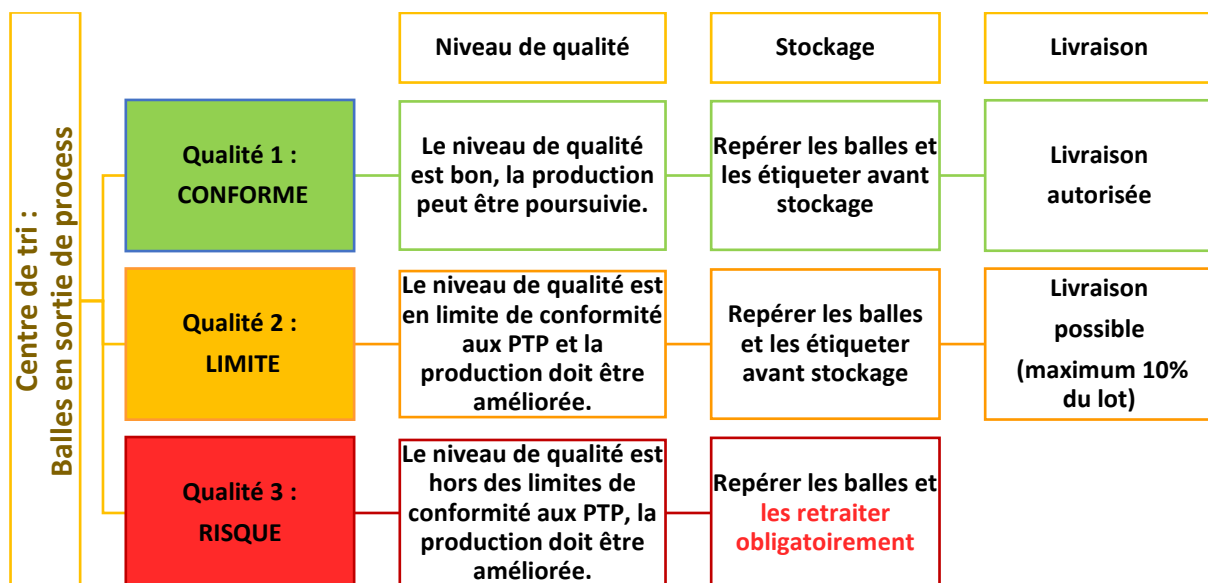 Centre de tri :
Balles en sortie de process
Niveau de qualité
Stockage
Livraison
Qualité 1 :
CONFORME
Le niveau de qualité
est bon, la production
peut être poursuivie.
Repérer les balles et
les étiqueter avant
stockage
Livraison
autorisée
Qualité 2 :
LIMITE
Le niveau de qualité est
en limite de conformité
aux PTP et la
production doit être
améliorée.
Repérer les balles
et les étiqueter
avant stockage
Livraison
possible
(maximum 10%
du lot)
Qualité 3 :
RISQUE
Le niveau de qualité est
hors des limites de
conformité aux PTP, la
production doit être
améliorée.
Repérer les balles et
les retraiter
obligatoirement